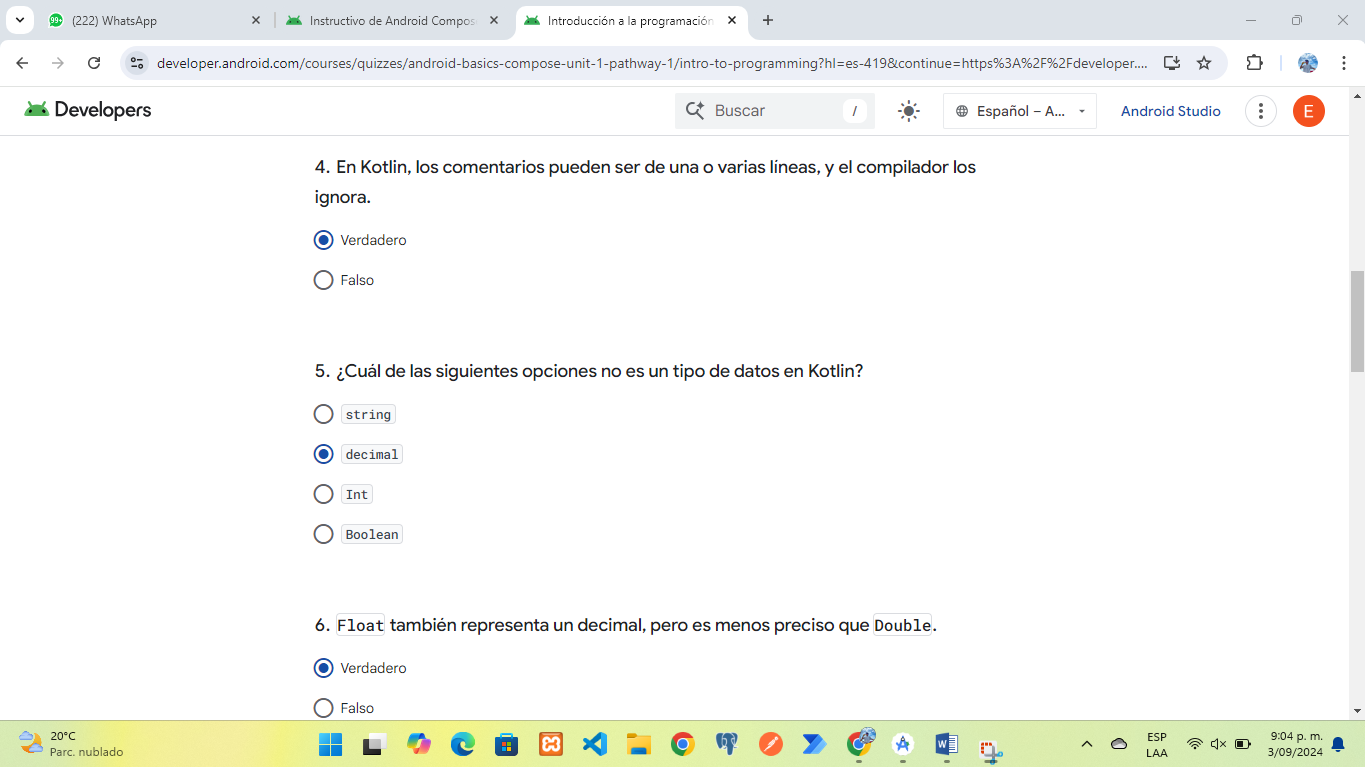 (222) WhatsApp
Instructivo de Android Compos
Introducción a la programación
developer.android.com/courses/quizzes/android-basics-compose-unit-1-pathway-1/intro-to-programming?hl=es-419&continue=https%3A%2F%2Fdeveloper....
Developers
Buscar
/
Español – A...
Android Studio
E
4. En Kotlin, los comentarios pueden ser de una o varias líneas, y el compilador los
ignora.
Verdadero
Falso
5. ¿Cuál de las siguientes opciones no es un tipo de datos en Kotlin?
string
decimal
Int
Boolean
6. Float también representa un decimal, pero es menos preciso que Double.
Verdadero
Falso
20°C
Parc. nublado
ESP
LAA
9:04 p. m.
3/09/2024